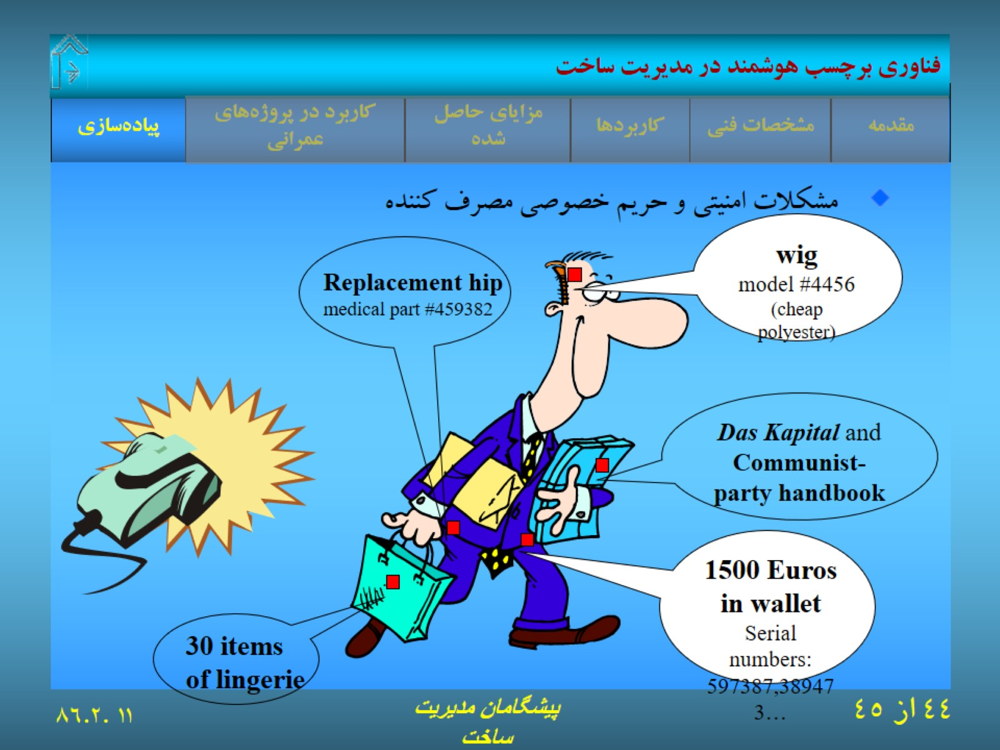 فناوری برچسب هوشمند در مدیریت ساخت
مقدمه
مشخصات فنی
کاربردها
مزایای حاصل
شده
کاربرد در پروژه‌های
عمرانی
پیاده‌سازی
مشکلات امنیتی و حریم خصوصی مصرف کننده
wig
model #4456
(cheap
polyester)
Replacement hip
medical part #459382
Das Kapital and
Communist-
party handbook
1500 Euros
in wallet
Serial
numbers:
597387,38947
3…
30 items
of lingerie
٤٤ از ٤٥
پیشگامان مدیریت
ساخت
۸۶.۲. ۱۱